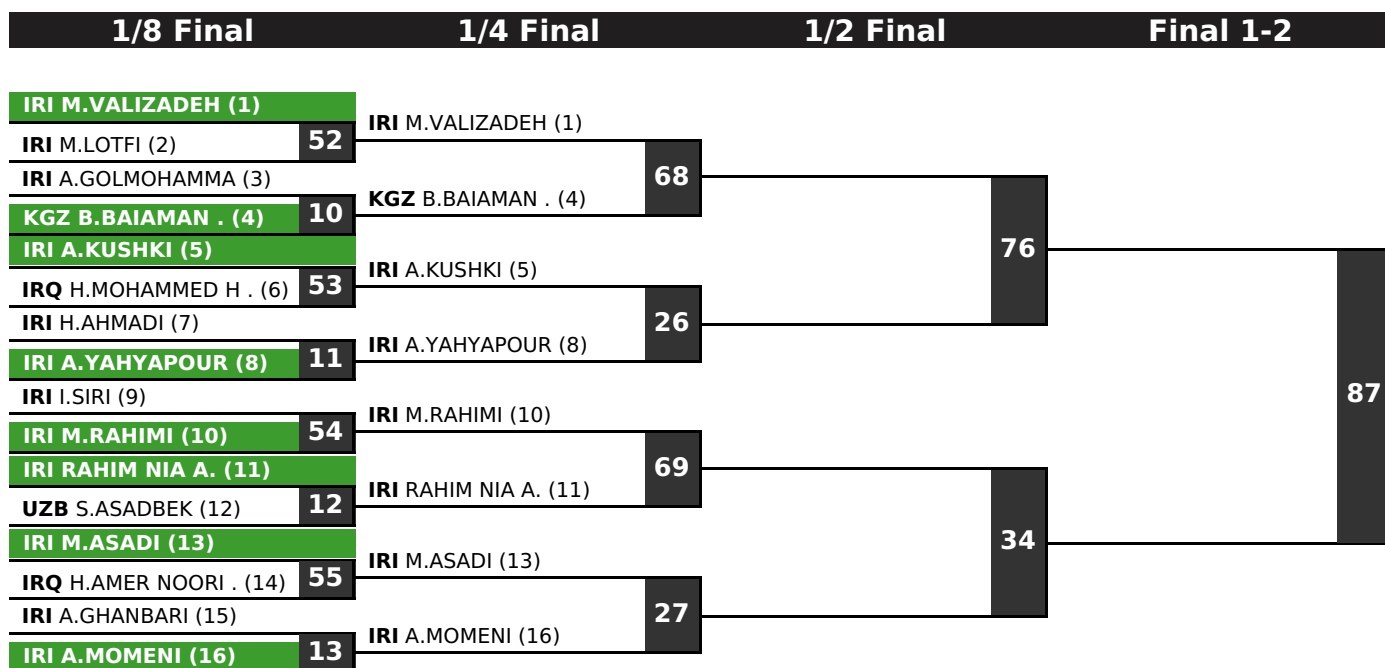 1/8 Final 1/4 Final 1/2 Final Final 1-2
IRI M.VALIZADEH (1)
IRI M.LOTFI (2)
52
IRI A.GOLMOHAMMA (3)
KGZ B.BAIAMAN . (4)
10
IRI A.KUSHKI (5)
IRQ H.MOHAMMED H . (6)
53
IRI H.AHMADI (7)
IRI A.YAHYAPOUR (8)
11
IRI I.SIRI (9)
IRI M.RAHIMI (10)
54
IRI RAHIM NIA A. (11)
UZB S.ASADBEK (12)
12
IRI M.ASADI (13)
IRQ H.AMER NOORI . (14)
55
IRI A.GHANBARI (15)
IRI A.MOMENI (16)
13
IRI M.VALIZADEH (1)
KGZ B.BAIAMAN . (4)
68
IRI A.KUSHKI (5)
IRI A.YAHYAPOUR (8)
26
IRI M.RAHIMI (10)
IRI RAHIM NIA A. (11)
69
IRI M.ASADI (13)
IRI A.MOMENI (16)
27
76
34
87